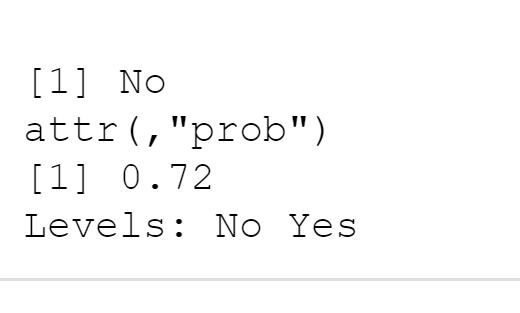 [1] No
attr(,"prob")
[1] 0.72
Levels: No Yes